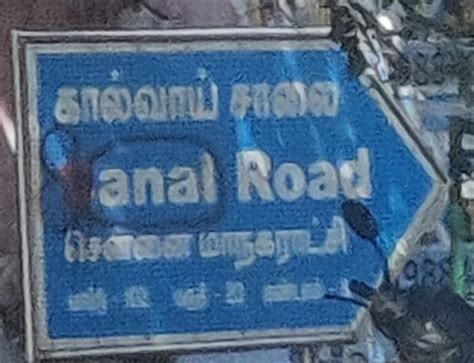 கால்வாய் சாலை
anal Road
சென்னை மாநகராட்சி